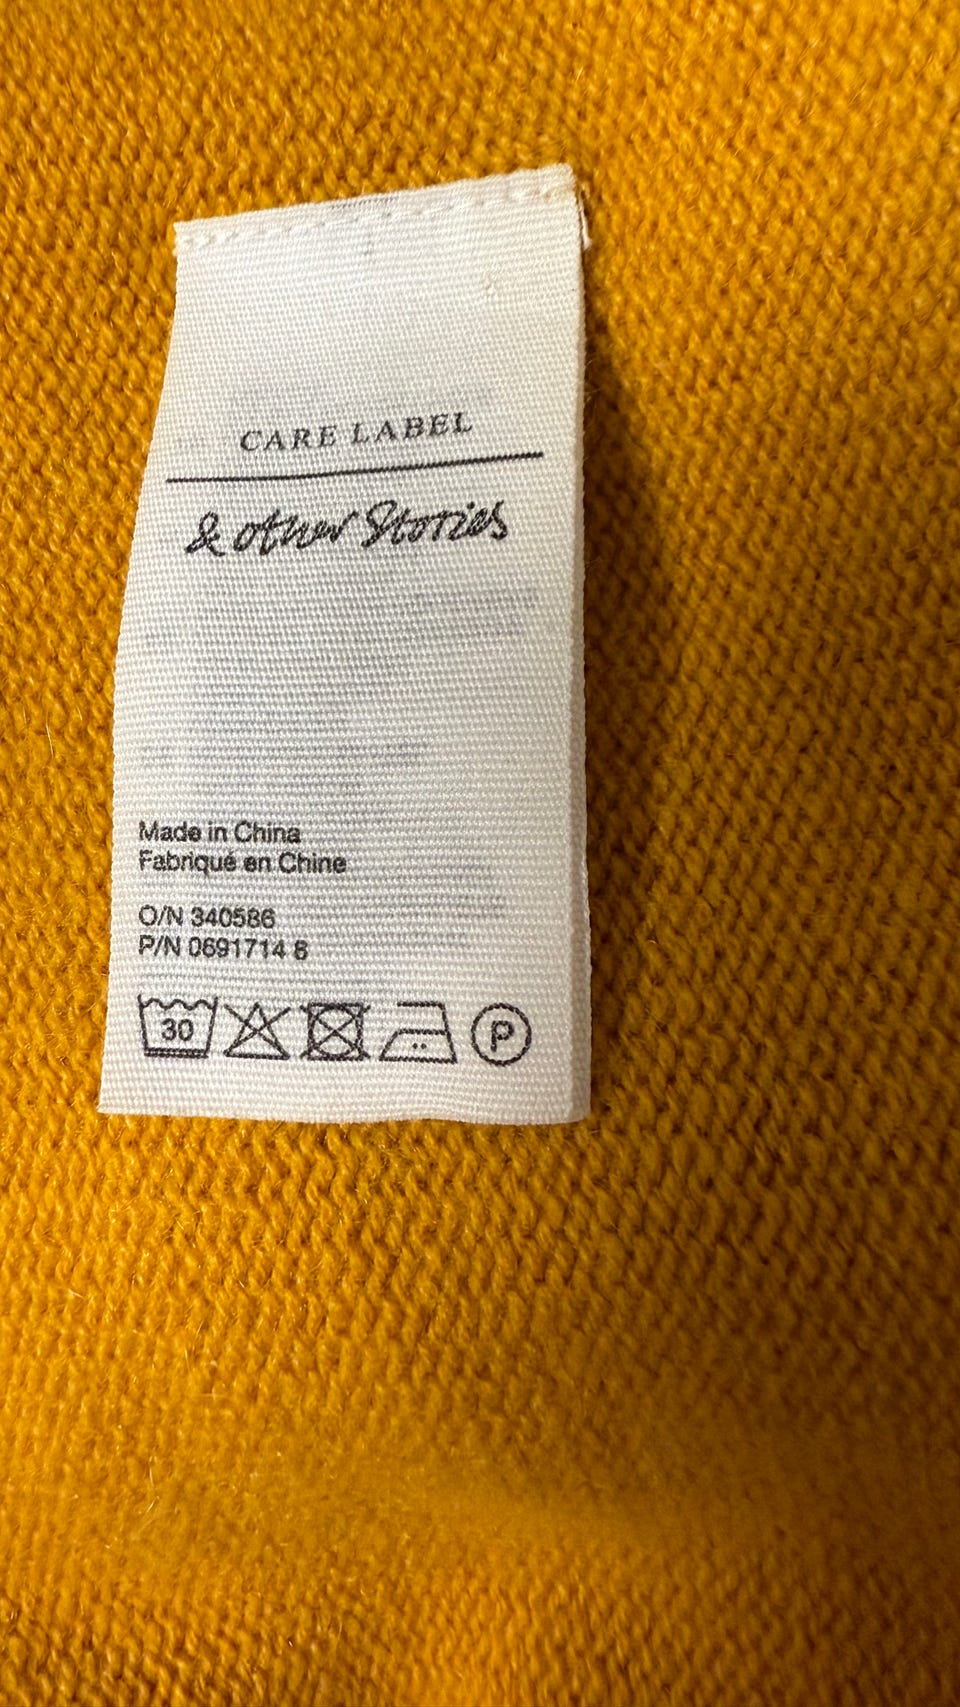 CARE LABEL
& other Stories
Made in China
Fabriqué en Chine
O/N 340586
P/N 0691714 8
30
P